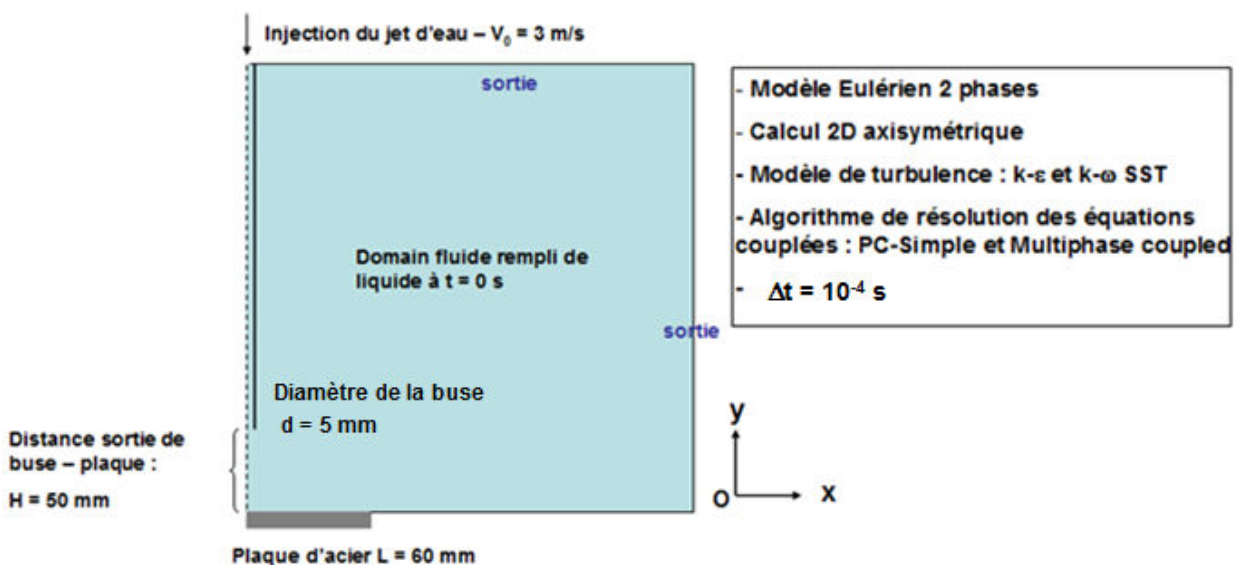 Injection du jet d'eau – V0 = 3 m/s
sortie
- Modèle Eulérien 2 phases
- Calcul 2D axisymétrique
- Modèle de turbulence : k-ε et k-ω SST
- Algorithme de résolution des équations
couplées : PC-Simple et Multiphase coupled
- Δt = 10⁻⁴ s
Domain fluide rempli de
liquide à t = 0 s
sortie
Diamètre de la buse
d = 5 mm
Distance sortie de
buse – plaque :
H = 50 mm
y
O
x
Plaque d'acier L = 60 mm